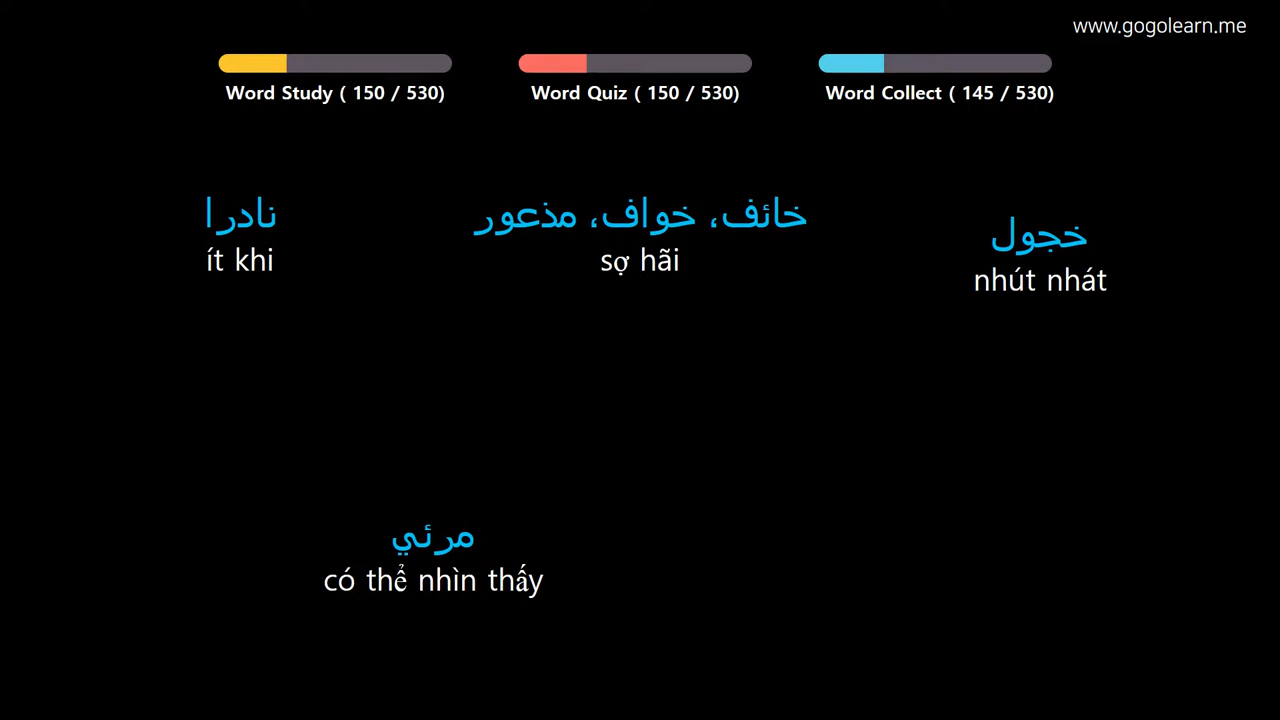 www.gogolearn.me
Word Study ( 150 / 530)
Word Quiz ( 150 / 530)
Word Collect ( 145 / 530)
نادرا
ít khi
خائف، خواف، مذعور
sợ hãi
خجول
nhút nhát
مرئي
có thể nhìn thấy